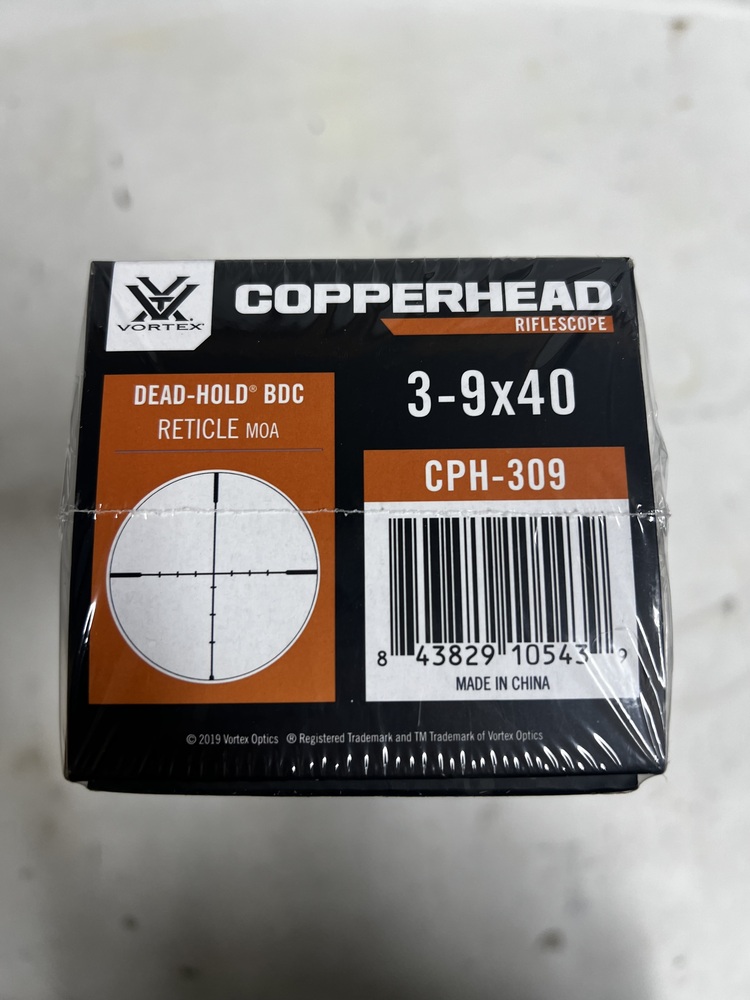 VORTEX
COPPERHEAD
RIFLESCOPE
DEAD-HOLD® BDC
RETICLE MOA
3-9x40
CPH-309
8 43829 10543 9
MADE IN CHINA
© 2019 Vortex Optics ® Registered Trademark and TM Trademark of Vortex Optics